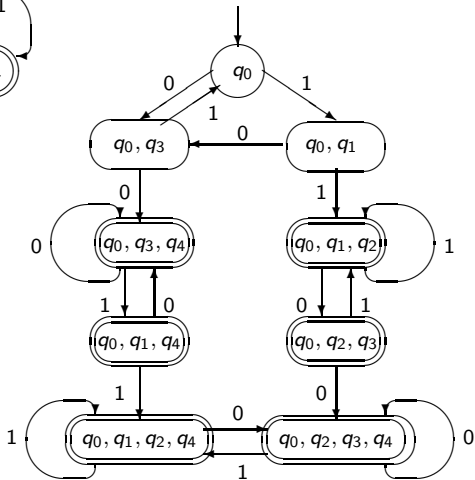 1
q₀
0
1
1
q₀, q₃
0
q₀, q₁
0
1
0
q₀, q₃, q₄
q₀, q₁, q₂
1
1
0
0
1
q₀, q₁, q₄
q₀, q₂, q₃
1
0
1
q₀, q₁, q₂, q₄
0
q₀, q₂, q₃, q₄
0
1